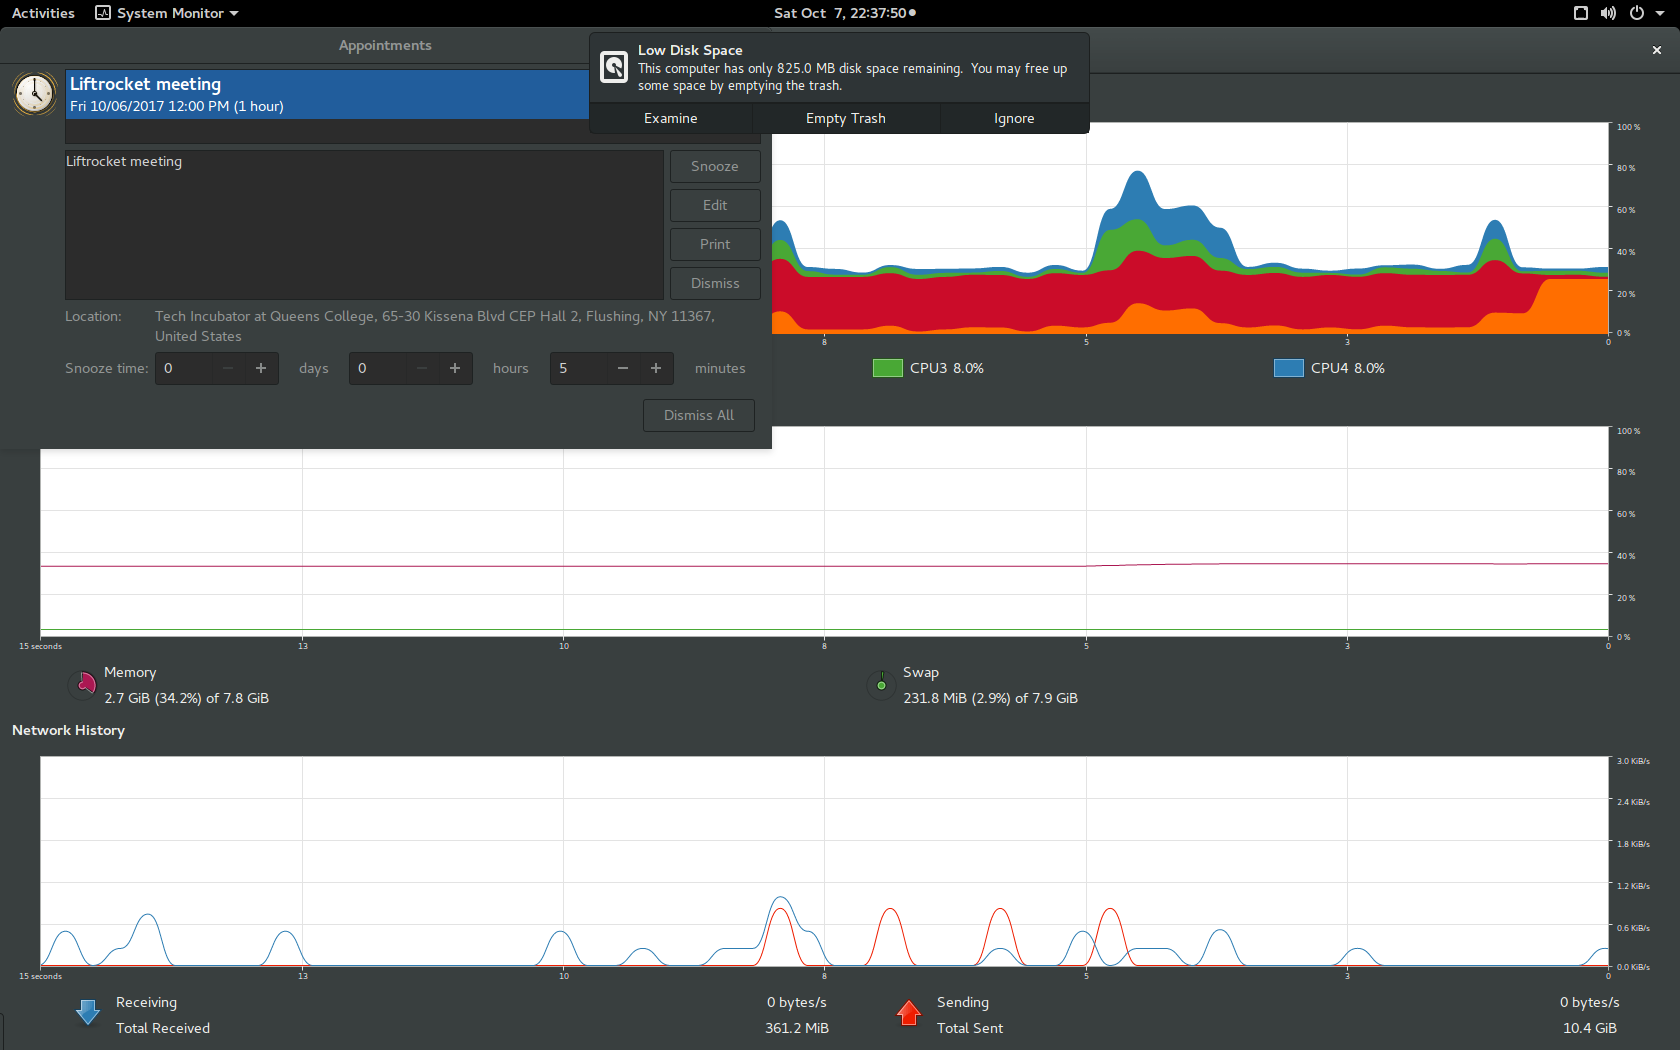 Activities
System Monitor
Sat Oct 7, 22:37:50
Appointments
Liftrocket meeting
Fri 10/06/2017 12:00 PM (1 hour)
Low Disk Space
This computer has only 825.0 MB disk space remaining. You may free up
some space by emptying the trash.
Examine
Empty Trash
Ignore
Liftrocket meeting
Snooze
Edit
Print
Dismiss
Location:
Tech Incubator at Queens College, 65-30 Kissena Blvd CEP Hall 2, Flushing, NY 11367,
United States
Snooze time:
0
days
0
hours
5
minutes
Dismiss All
100 %
80 %
60 %
40 %
20 %
0 %
8
5
3
0
CPU3 8.0%
CPU4 8.0%
100 %
80 %
60 %
40 %
20 %
0 %
15 seconds
13
10
8
5
3
0
Memory
2.7 GiB (34.2%) of 7.8 GiB
Swap
231.8 MiB (2.9%) of 7.9 GiB
Network History
3.0 KiB/s
2.4 KiB/s
1.8 KiB/s
1.2 KiB/s
0.6 KiB/s
0.0 KiB/s
15 seconds
13
10
8
5
3
0
Receiving
0 bytes/s
Total Received
361.2 MiB
Sending
0 bytes/s
Total Sent
10.4 GiB